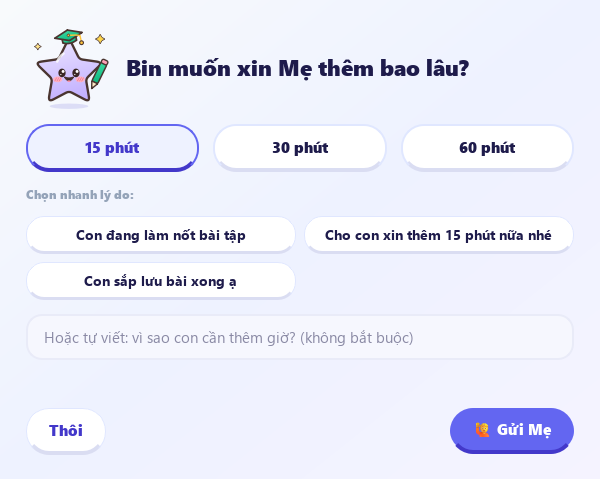 Bin muốn xin Mẹ thêm bao lâu?
15 phút
30 phút
60 phút
Chọn nhanh lý do:
Con đang làm nốt bài tập
Cho con xin thêm 15 phút nữa nhé
Con sắp lưu bài xong ạ
Hoặc tự viết: vì sao con cần thêm giờ? (không bắt buộc)
Thôi
Gửi Mẹ